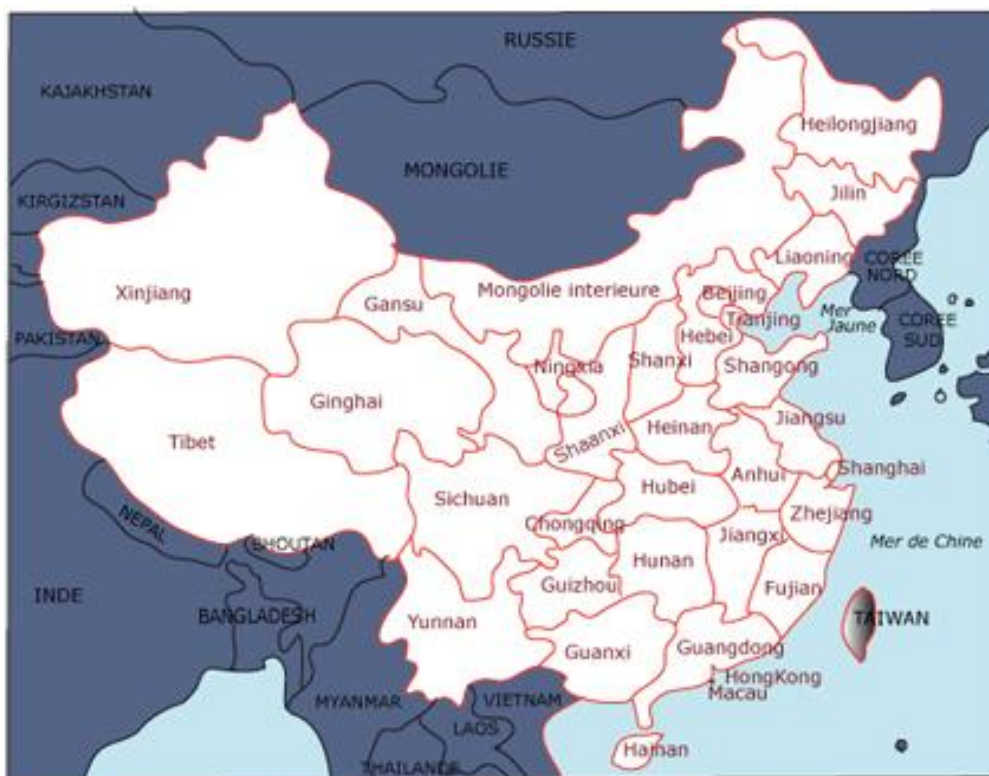 RUSSIE
KAJAKHSTAN
Heilongjiang
MONGOLIE
Jilin
KIRGIZSTAN
Liaoning
COREE
NORD
Xinjiang
Gansu
Mongolie interieure
Beijing
Tianjing
Mer
Jaune
COREE
SUD
PAKISTAN
Hebei
Ningxia
Shanxi
Shangong
Ginghai
Jiangsu
Tibet
Shaanxi
Heinan
Anhui
Shanghai
Sichuan
Hubei
Zhejiang
NEPAL
BHOUTAN
Chongqing
Jiangxi
Mer de Chine
Hunan
Guizhou
Fujian
INDE
BANGLADESH
Yunnan
TAIWAN
Guanxi
Guangdong
HongKong
Macau
MYANMAR
VIETNAM
LAOS
Hainan
THAILANDE